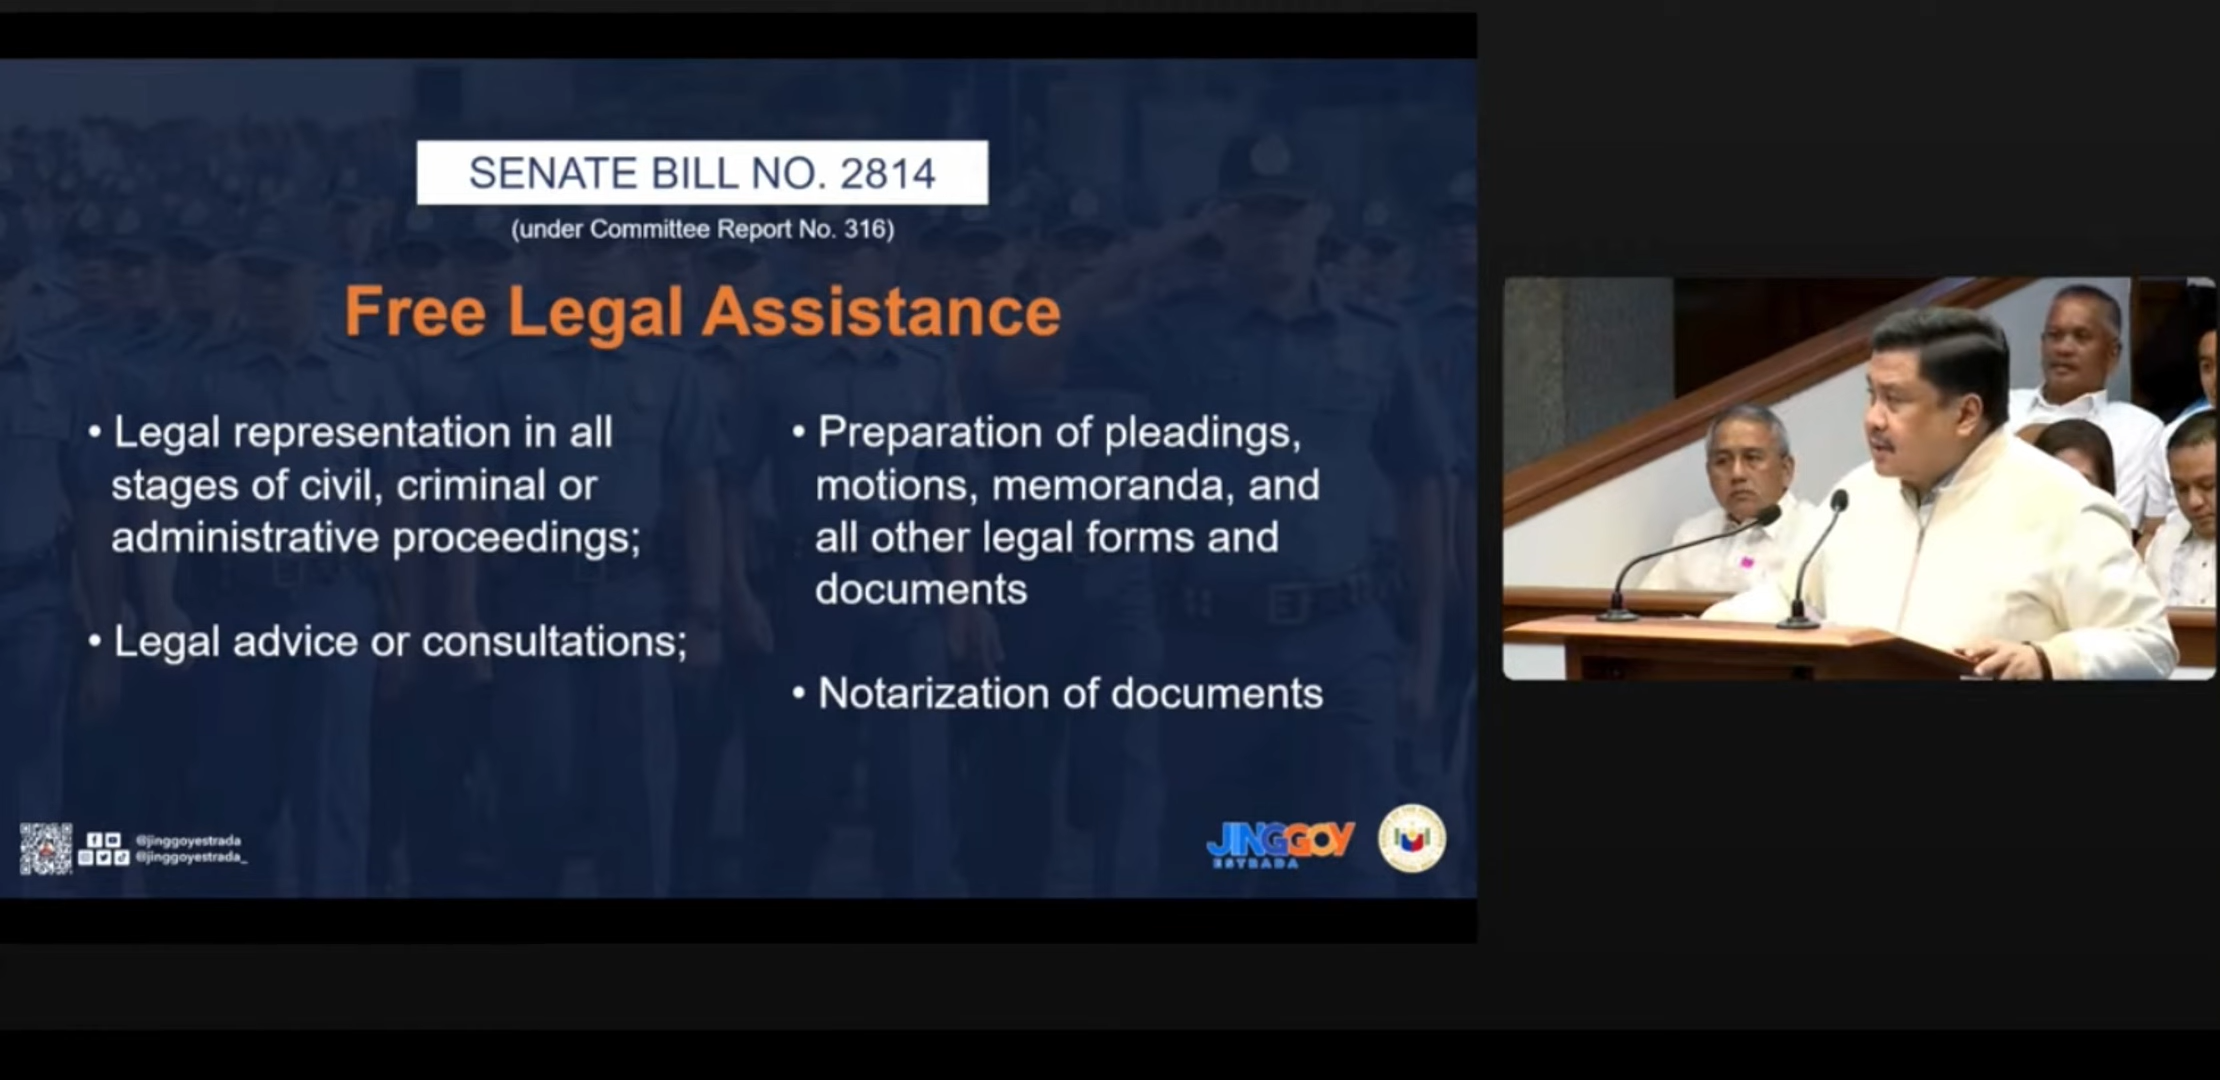 SENATE BILL NO. 2814
(under Committee Report No. 316)
Free Legal Assistance
• Legal representation in all
stages of civil, criminal or
administrative proceedings;
• Legal advice or consultations;
• Preparation of pleadings,
motions, memoranda, and
all other legal forms and
documents
• Notarization of documents
@jinggoyestrada
@jinggoyestrada_
JINGGOY
ESTRADA